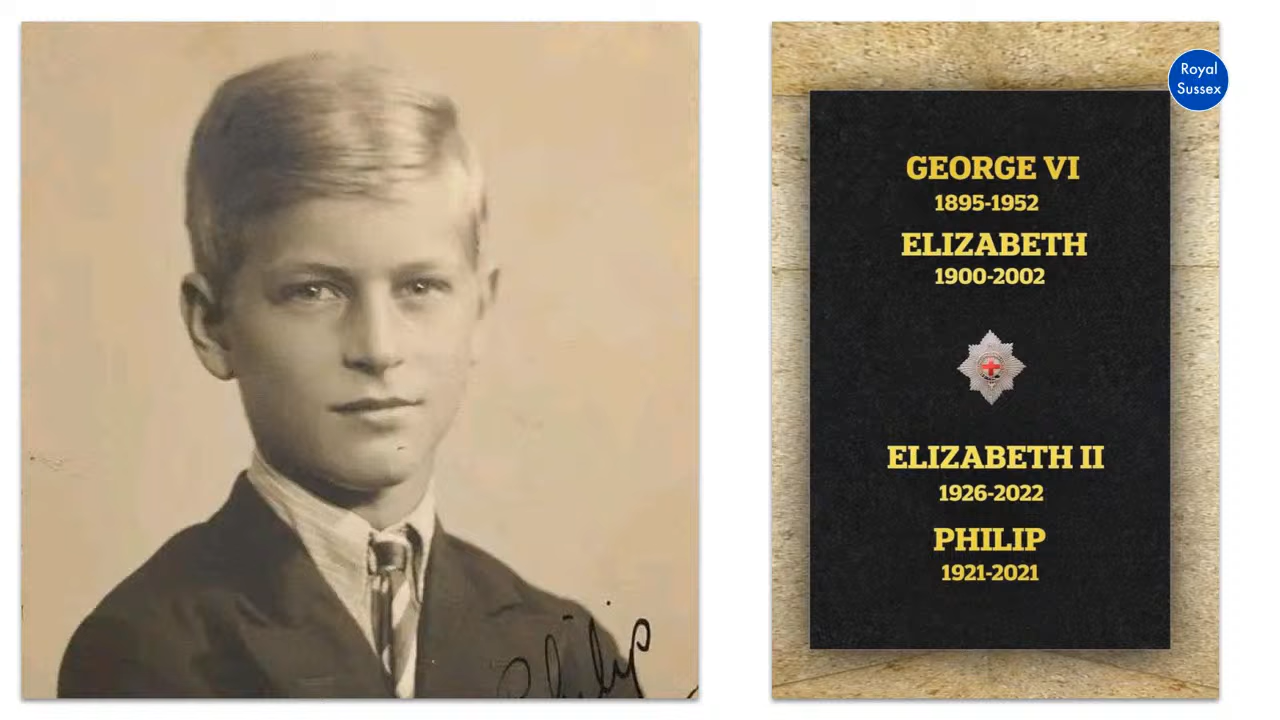 Philip
Royal
Sussex
GEORGE VI
1895-1952
ELIZABETH
1900-2002
ELIZABETH II
1926-2022
PHILIP
1921-2021